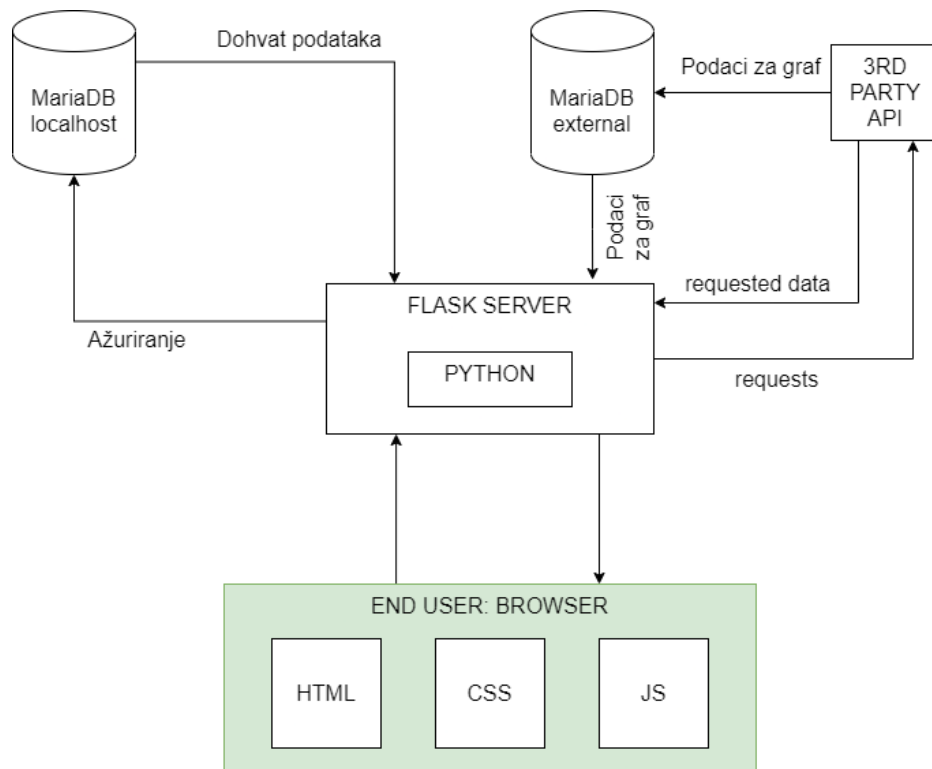 Dohvat podataka
MariaDB
localhost
MariaDB
external
Podaci za graf
3RD
PARTY
API
Podaci
za graf
requested data
Ažuriranje
FLASK SERVER
PYTHON
requests
END USER: BROWSER
HTML
CSS
JS